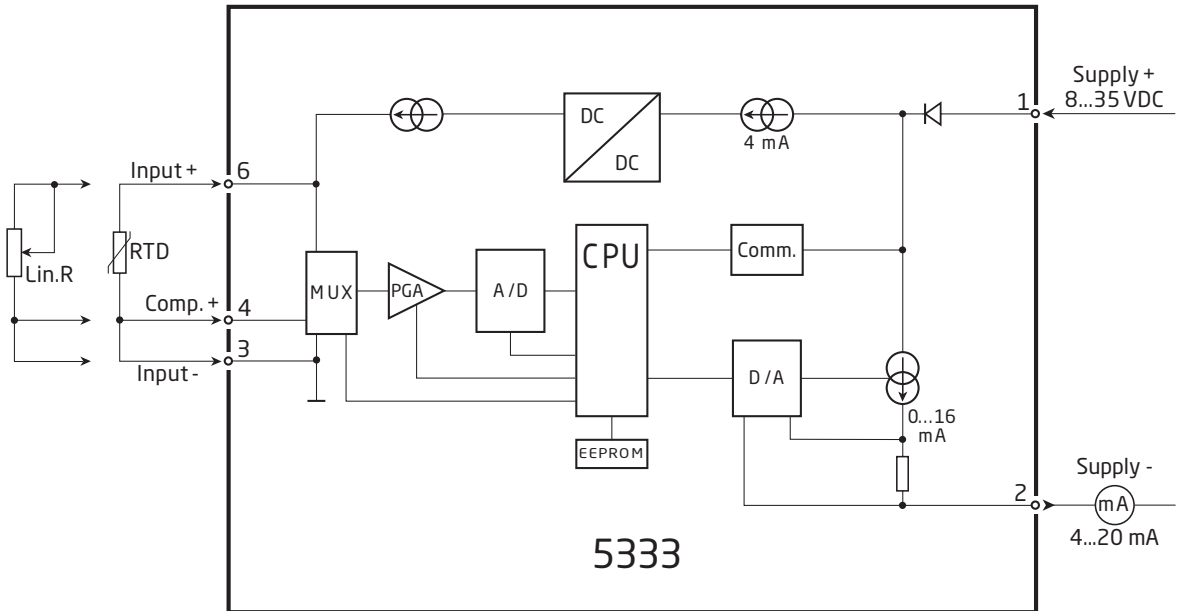 Supply +
8...35 VDC
1
DC
DC
4 mA
Input +
6
RTD
Lin.R
CPU
Comm.
MUX
PGA
A/D
Comp. +
4
3
Input -
D/A
0...16
mA
EEPROM
Supply -
2
mA
4...20 mA
5333